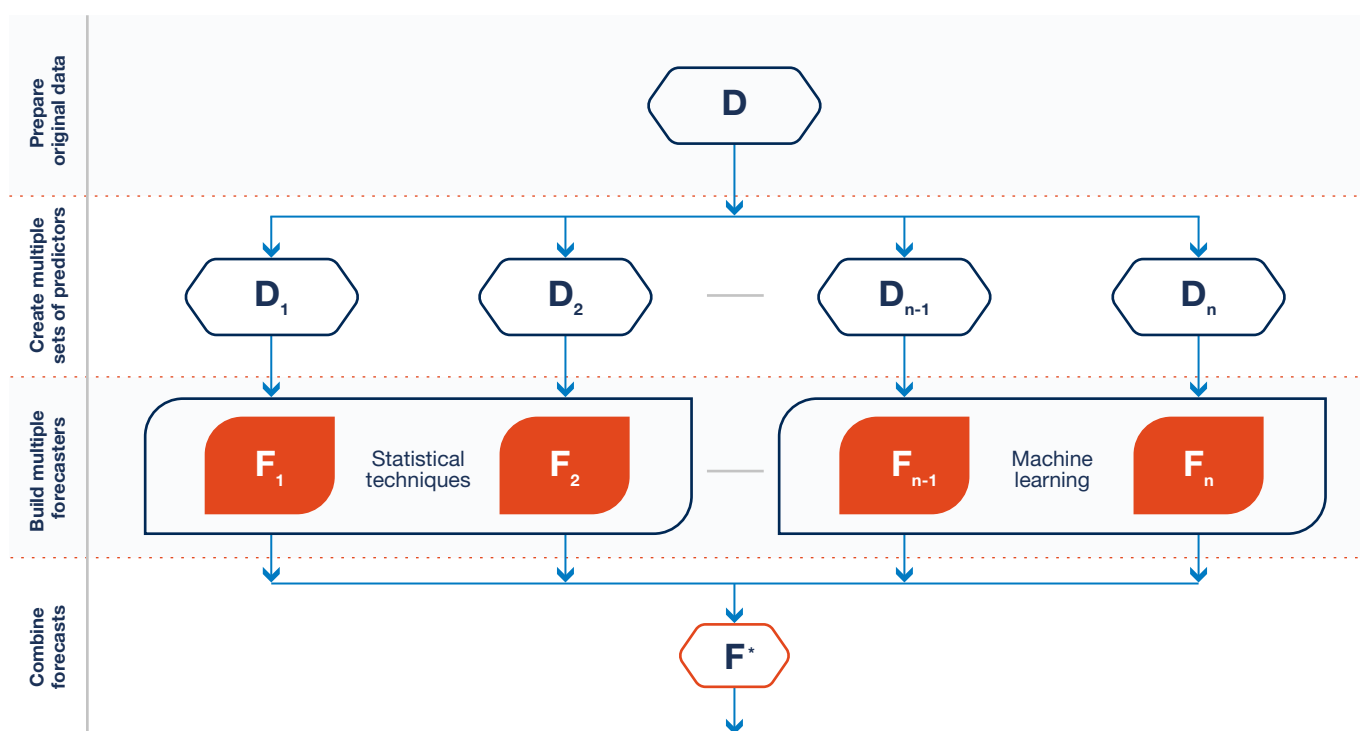 Prepare
original data
D
Create multiple
sets of predictors
D1
D2
Dn-1
Dn
Build multiple
forecasters
F1
Statistical
techniques
F2
Fn-1
Machine
learning
Fn
Combine
forecasts
F*